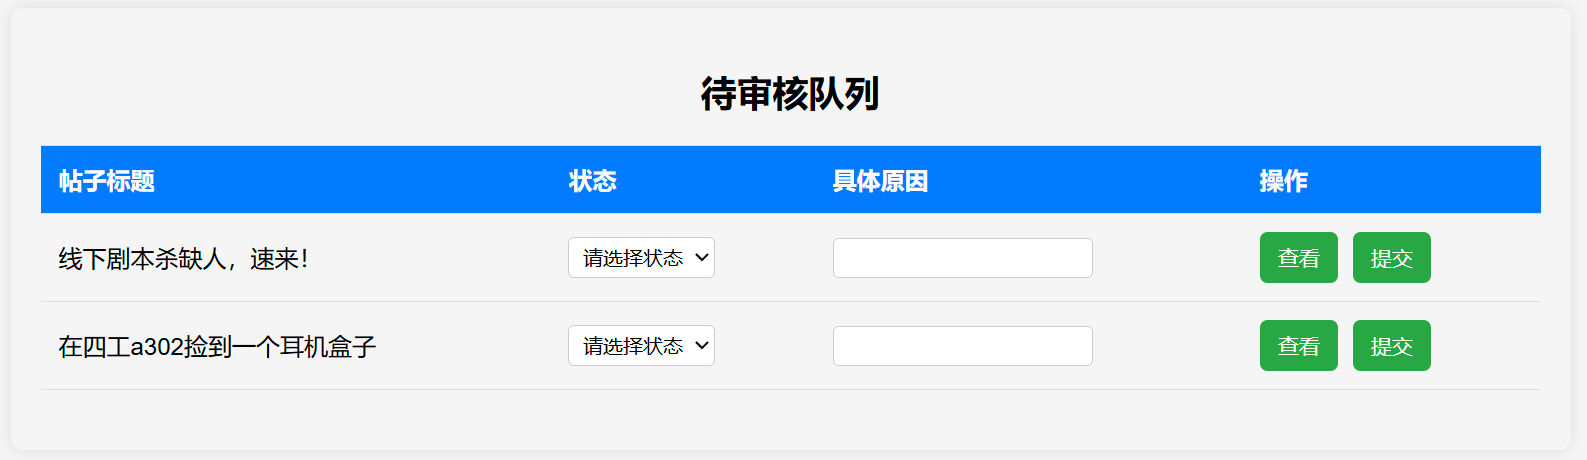 待审核队列
帖子标题 状态 具体原因 操作
线下剧本杀缺人，速来！ 请选择状态 查看 提交
在四工a302捡到一个耳机盒子 请选择状态 查看 提交